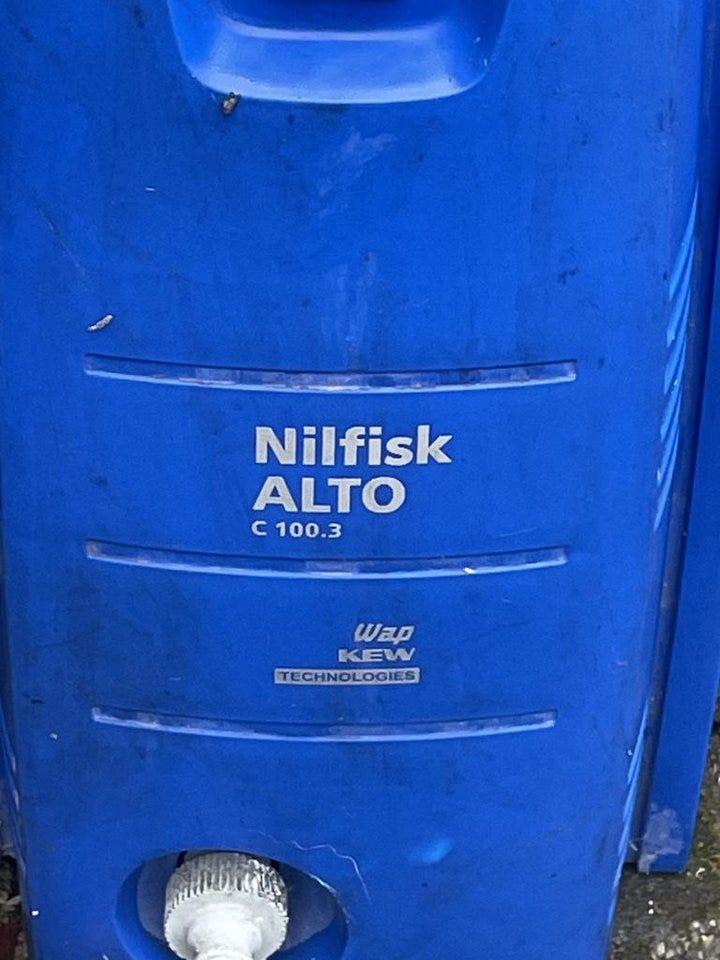 Nilfisk
ALTO
C 100.3
Wap
KEW
TECHNOLOGIES